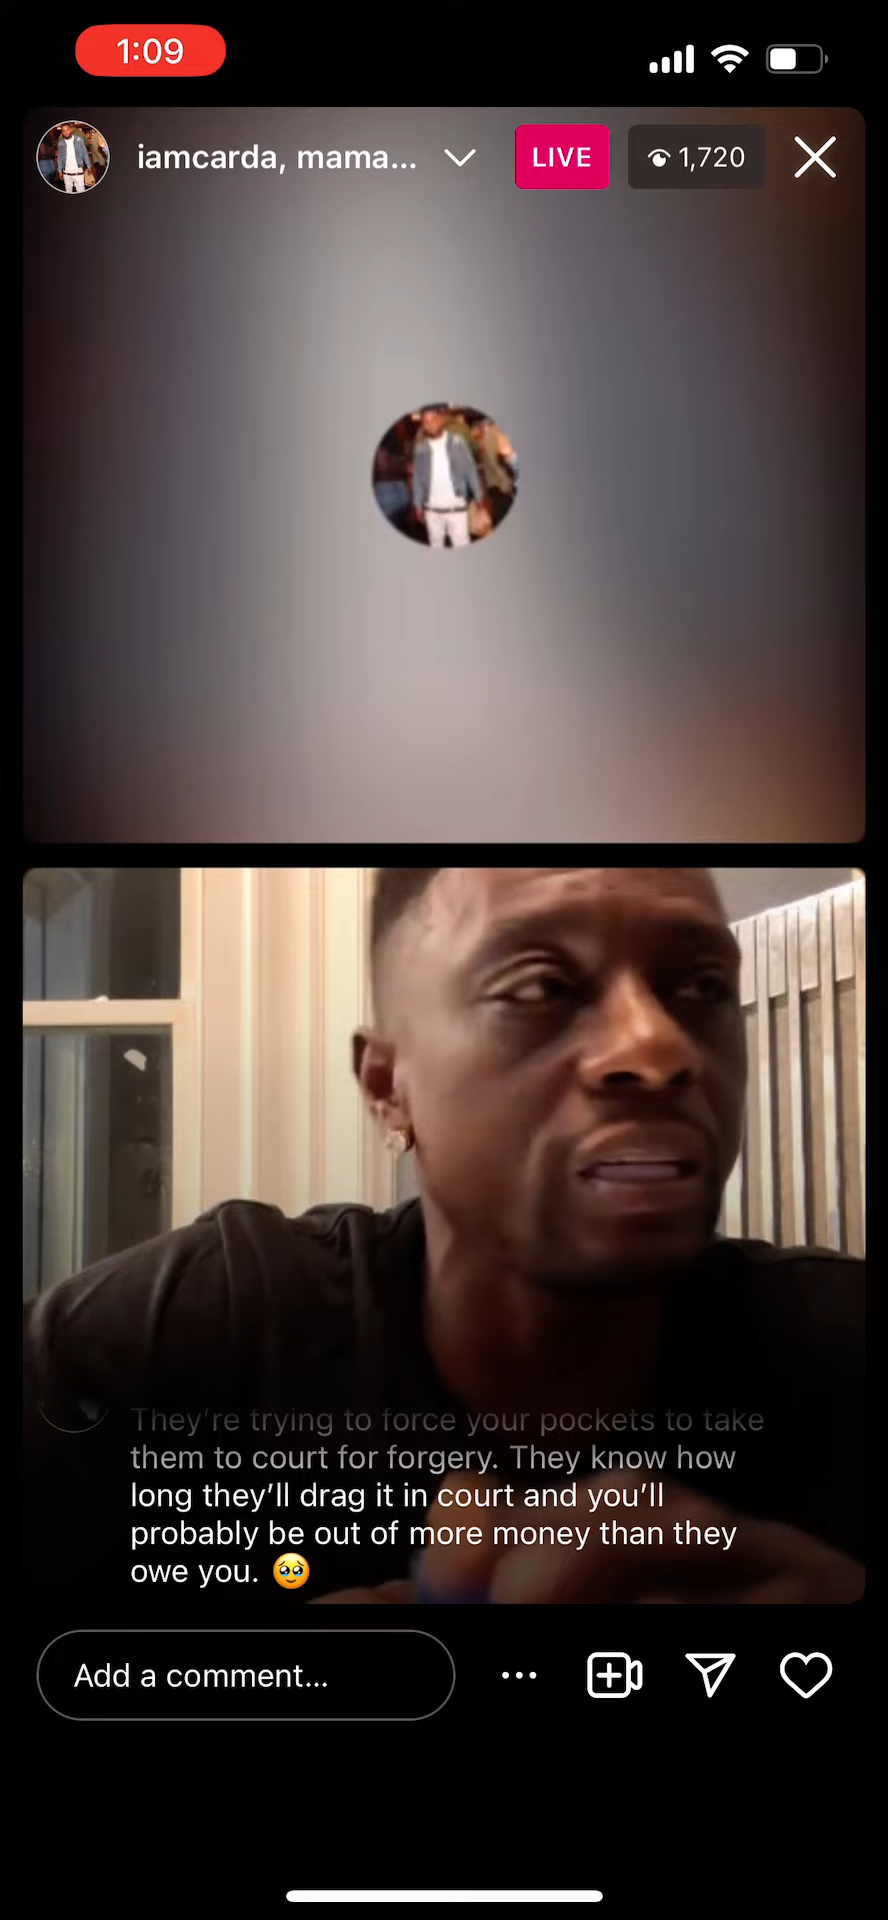 1:09
iamcarda, mama... LIVE 1,720
They're trying to force your pockets to take
them to court for forgery. They know how
long they'll drag it in court and you'll
probably be out of more money than they
owe you. 🥹
Add a comment...